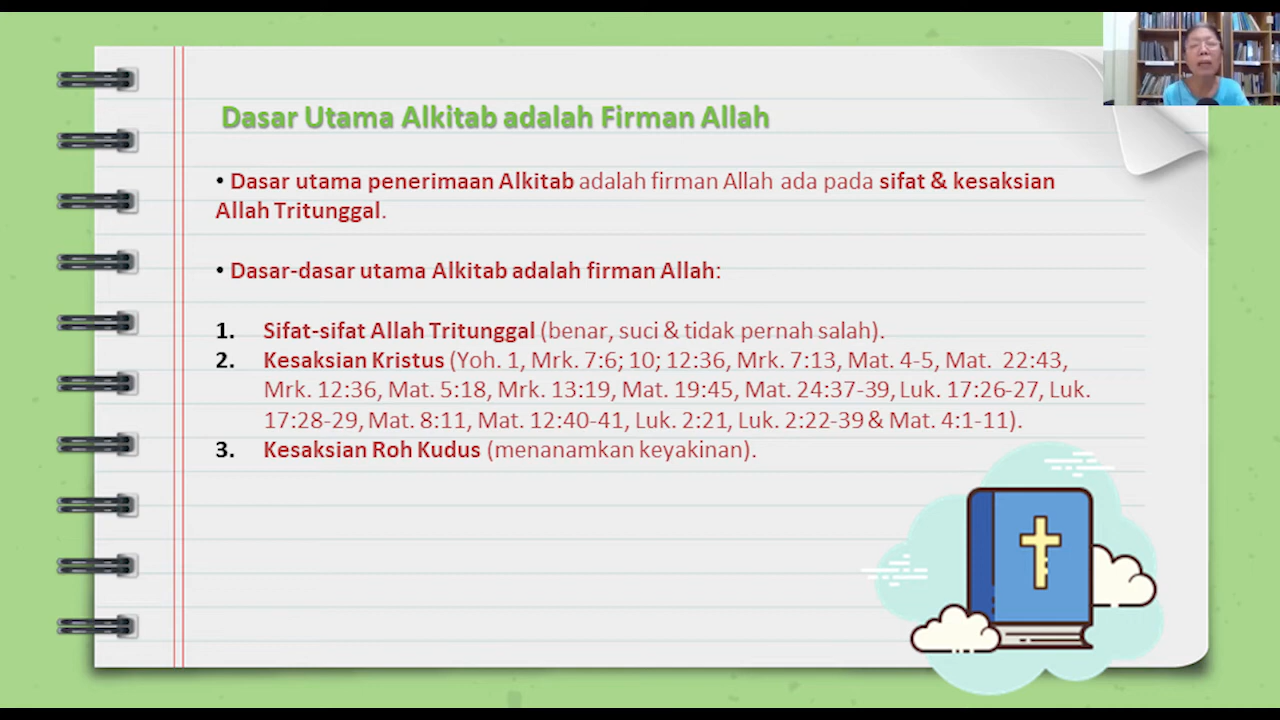 Dasar Utama Alkitab adalah Firman Allah
• Dasar utama penerimaan Alkitab adalah firman Allah ada pada sifat & kesaksian
Allah Tritunggal.
• Dasar-dasar utama Alkitab adalah firman Allah:
1. Sifat-sifat Allah Tritunggal (benar, suci & tidak pernah salah).
2. Kesaksian Kristus (Yoh. 1, Mrk. 7:6; 10; 12:36, Mrk. 7:13, Mat. 4-5, Mat. 22:43,
Mrk. 12:36, Mat. 5:18, Mrk. 13:19, Mat. 19:45, Mat. 24:37-39, Luk. 17:26-27, Luk.
17:28-29, Mat. 8:11, Mat. 12:40-41, Luk. 2:21, Luk. 2:22-39 & Mat. 4:1-11).
3. Kesaksian Roh Kudus (menanamkan keyakinan).